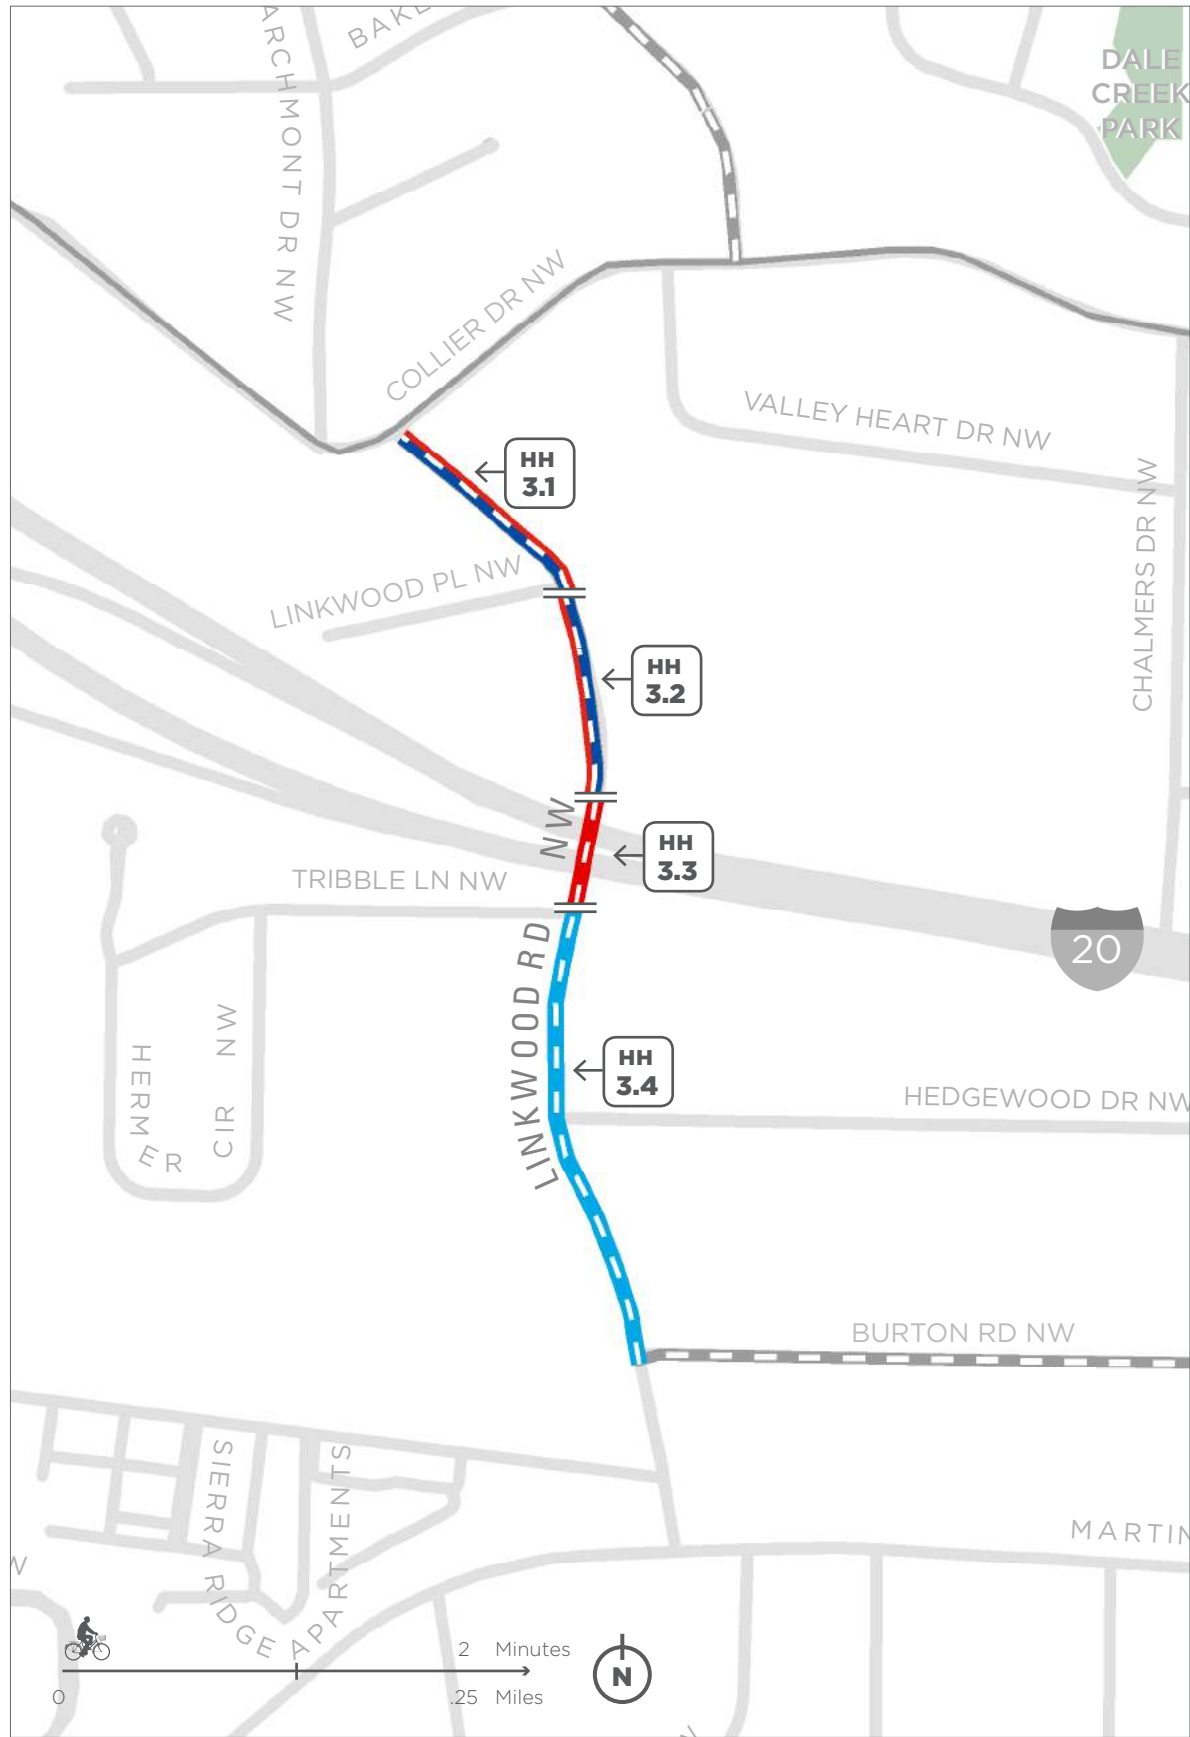 ARCHMONT DR NW
DALE
CREEK
PARK
COLLIER DR NW
VALLEY HEART DR NW
HH
3.1
CHALMERS DR NW
LINKWOOD PL NW
HH
3.2
HH
3.3
TRIBBLE LN NW
LINKWOOD RD NW
20
HERMER CIR NW
HH
3.4
HEDGEWOOD DR NW
BURTON RD NW
SIERRA RIDGE APARTMENTS
MARTIN
W
2 Minutes
0
.25 Miles
N